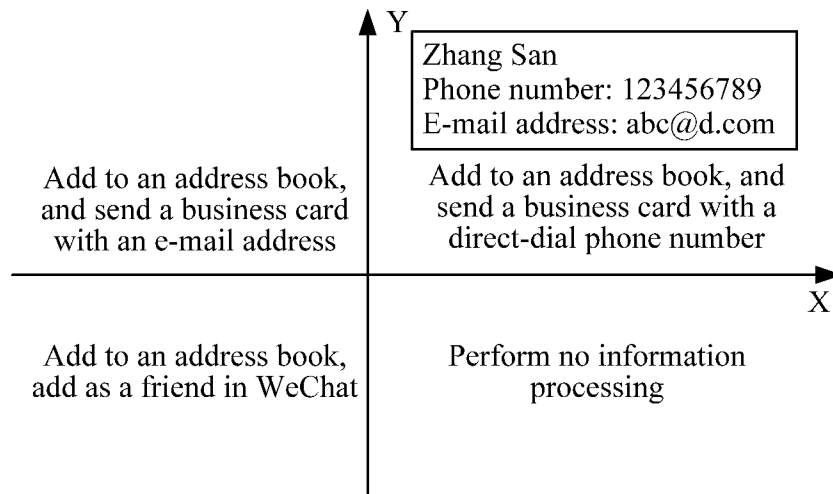 Y
Zhang San
Phone number: 123456789
E-mail address: abc@d.com
Add to an address book,
and send a business card
with an e-mail address
Add to an address book, and
send a business card with a
direct-dial phone number
X
Add to an address book,
add as a friend in WeChat
Perform no information
processing